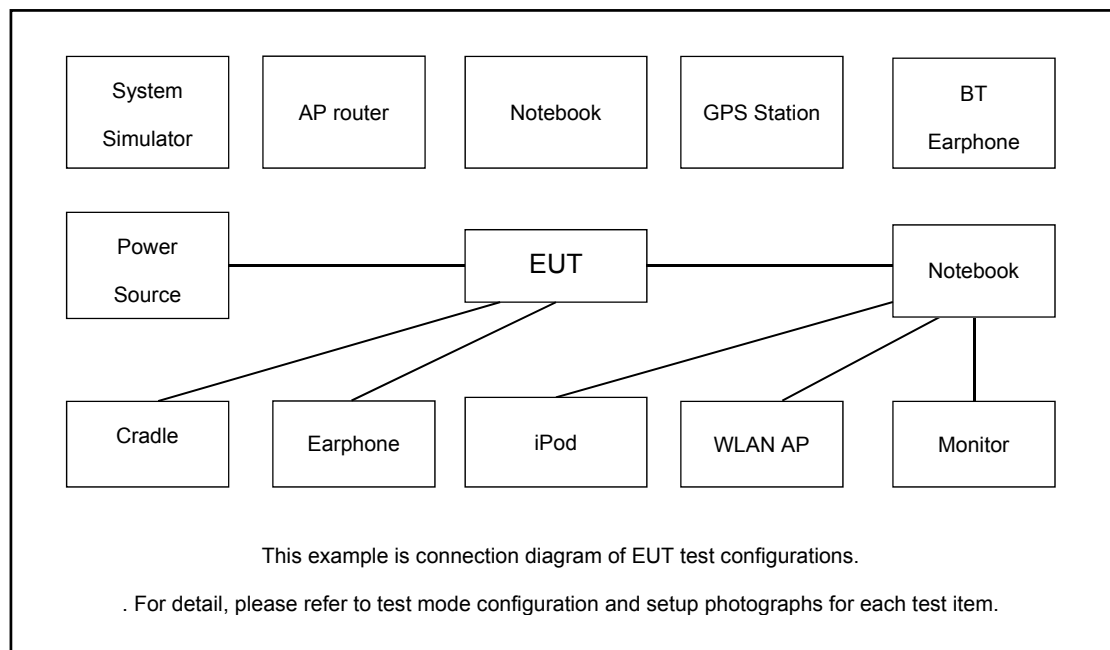 System
Simulator
AP router
Notebook
GPS Station
BT
Earphone
Power
Source
EUT
Notebook
Cradle
Earphone
iPod
WLAN AP
Monitor
This example is connection diagram of EUT test configurations.
. For detail, please refer to test mode configuration and setup photographs for each test item.